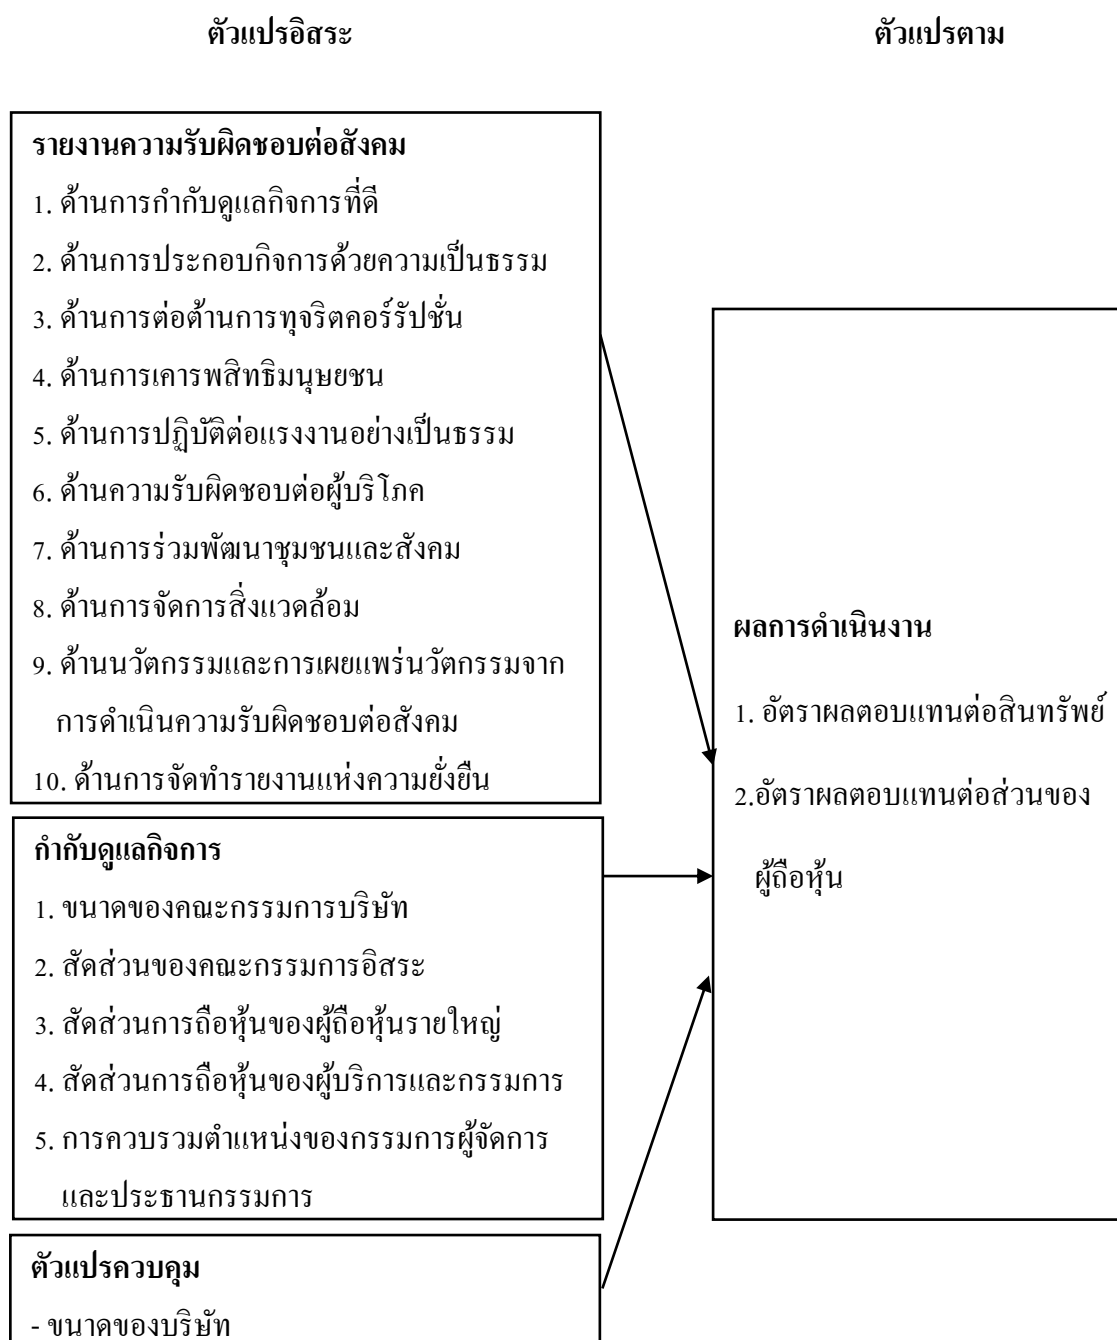 ตัวแปรอิสระ
ตัวแปรตาม
รายงานความรับผิดชอบต่อสังคม
1. ด้านการกำกับดูแลกิจการที่ดี
2. ด้านการประกอบกิจการด้วยความเป็นธรรม
3. ด้านการต่อต้านการทุจริตคอร์รัปชั่น
4. ด้านการเคารพสิทธิมนุษยชน
5. ด้านการปฏิบัติต่อแรงงานอย่างเป็นธรรม
6. ด้านความรับผิดชอบต่อผู้บริโภค
7. ด้านการร่วมพัฒนาชุมชนและสังคม
8. ด้านการจัดการสิ่งแวดล้อม
9. ด้านนวัตกรรมและการเผยแพร่นวัตกรรมจาก
การดำเนินความรับผิดชอบต่อสังคม
10. ด้านการจัดทำรายงานแห่งความยั่งยืน
กำกับดูแลกิจการ
1. ขนาดของคณะกรรมการบริษัท
2. สัดส่วนของคณะกรรมการอิสระ
3. สัดส่วนการถือหุ้นของผู้ถือหุ้นรายใหญ่
4. สัดส่วนการถือหุ้นของผู้บริการและกรรมการ
5. การควบรวมตำแหน่งของกรรมการผู้จัดการ
และประธานกรรมการ
ตัวแปรควบคุม
- ขนาดของบริษัท
ผลการดำเนินงาน
1. อัตราผลตอบแทนต่อสินทรัพย์
2.อัตราผลตอบแทนต่อส่วนของ
ผู้ถือหุ้น